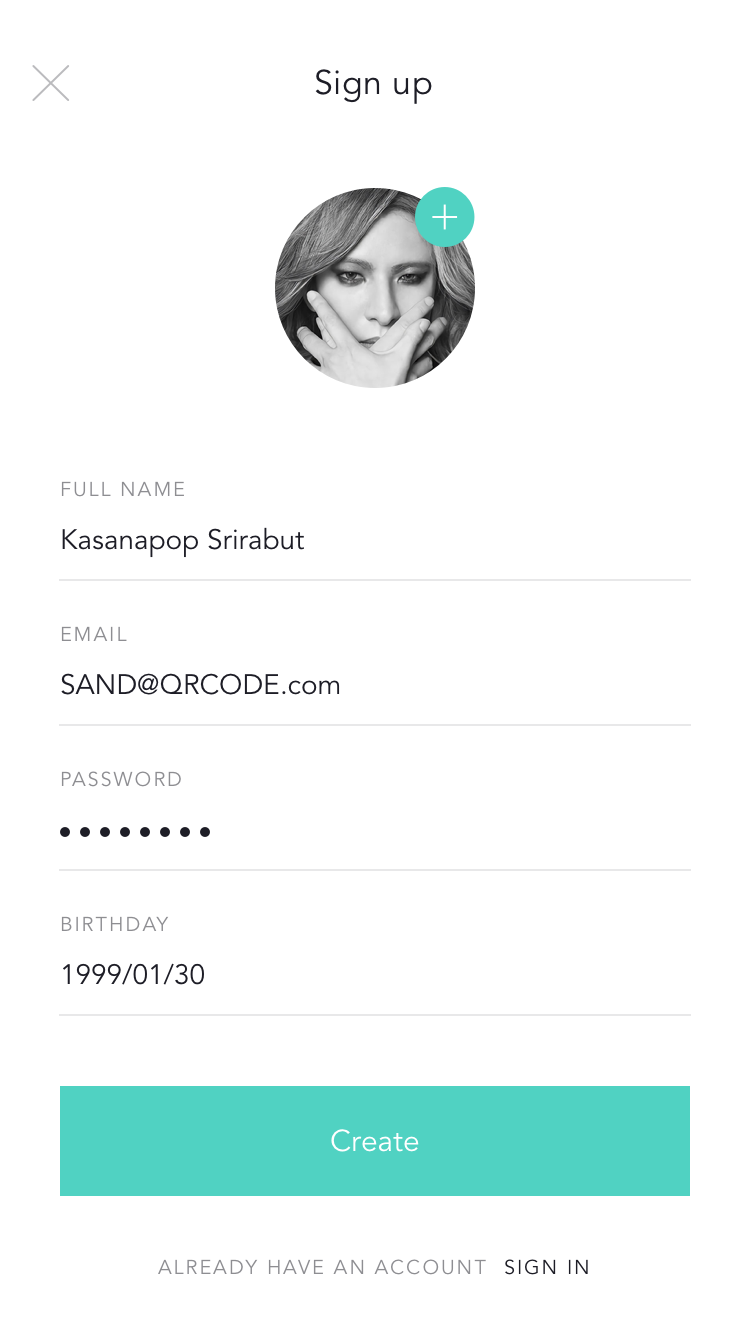 Sign up
FULL NAME
Kasanapop Srirabut
EMAIL
SAND@QRCODE.com
PASSWORD
••••••••
BIRTHDAY
1999/01/30
Create
ALREADY HAVE AN ACCOUNT SIGN IN